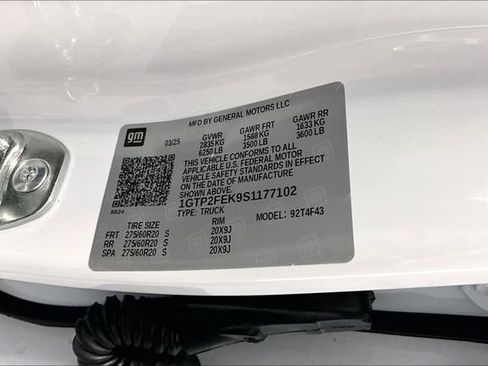 MFD BY GENERAL MOTORS LLC
gm
03/25
GVWR GAWR FRT GAWR RR
2835 KG 1588 KG 1633 KG
6250 LB 3500 LB 3600 LB
THIS VEHICLE CONFORMS TO ALL
APPLICABLE U.S. FEDERAL MOTOR
VEHICLE SAFETY STANDARDS IN EFFECT
ON THE DATE OF MANUFACTURE
1GTP2FEK9S1177102
TYPE: TRUCK MODEL: 92T4F43
8624
TIRE SIZE RIM
FRT 275/60R20 S 20X9J
RR 275/60R20 S 20X9J
SPA 275/60R20 S 20X9J